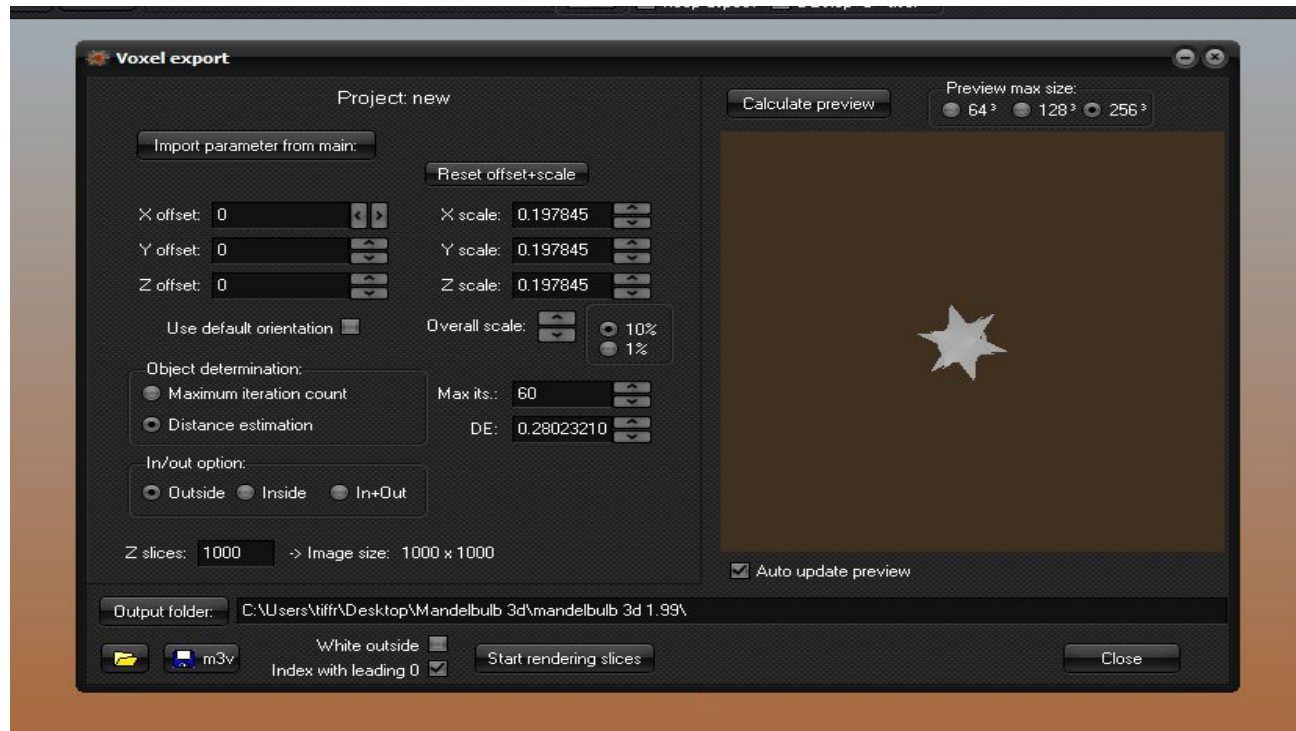 Voxel export
Project: new
Import parameter from main:
Reset offset+scale
X offset: 0
X scale: 0.197845
Y offset: 0
Y scale: 0.197845
Z offset: 0
Z scale: 0.197845
Use default orientation
Overall scale:
10%
1%
Object determination:
Maximum iteration count
Max its.: 60
Distance estimation
DE: 0.28023210
In/out option:
Outside Inside In+Out
Z slices: 1000 -> Image size: 1000 x 1000
Calculate preview
Preview max size:
64³ 128³ 256³
Auto update preview
Output folder: C:\Users\tiffr\Desktop\Mandelbulb 3d\mandelbulb 3d 1.99\
m3v
White outside
Index with leading 0
Start rendering slices
Close